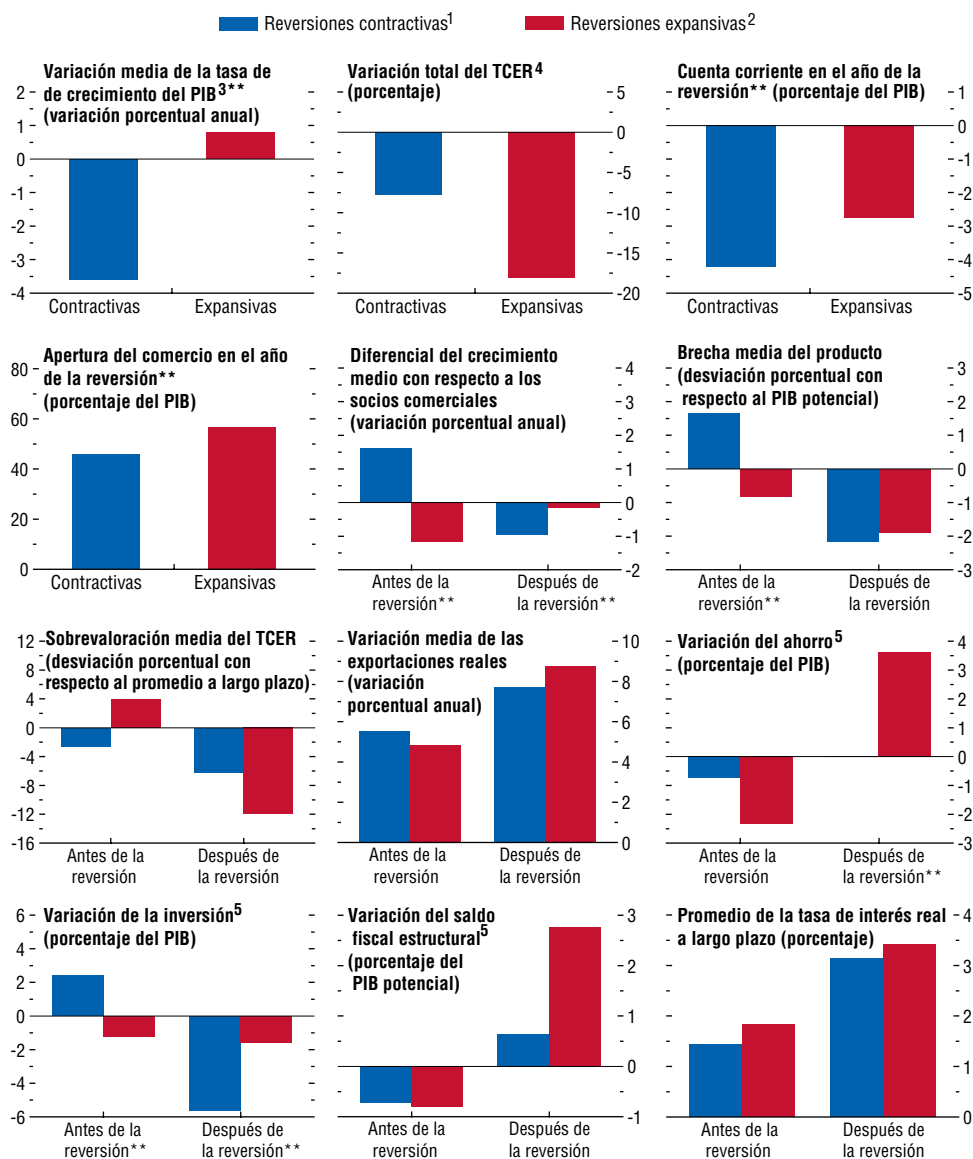 Reversiones contractivas1 Reversiones expansivas2
Variación media de la tasa de
de crecimiento del PIB3**
(variación porcentual anual)
2
1
0
-1
-2
-3
-4
Contractivas Expansivas
Variación total del TCER4
(porcentaje)
5
0
-5
-10
-15
-20
Contractivas Expansivas
Cuenta corriente en el año de la
reversión** (porcentaje del PIB)
1
0
-1
-2
-3
-4
-5
Contractivas Expansivas
Apertura del comercio en el año
de la reversión**
(porcentaje del PIB)
80
60
40
20
0
Contractivas Expansivas
Diferencial del crecimiento
medio con respecto a los
socios comerciales
(variación porcentual anual)
4
3
2
1
0
-1
-2
Antes de la Después de
reversión** la reversión**
Brecha media del producto
(desviación porcentual con
respecto al PIB potencial)
3
2
1
0
-1
-2
-3
Antes de la Después de
reversión** la reversión
Sobrevaloración media del TCER
(desviación porcentual con
respecto al promedio a largo plazo)
12
8
4
0
-4
-8
-12
-16
Antes de la Después de
reversión la reversión
Variación media de las
exportaciones reales
(variación
porcentual anual)
10
8
6
4
2
0
Antes de la Después de
reversión la reversión
Variación del ahorro5
(porcentaje del PIB)
4
3
2
1
0
-1
-2
-3
Antes de la Después de
reversión la reversión**
Variación de la inversión5
(porcentaje del PIB)
6
4
2
0
-2
-4
-6
Antes de la Después de
reversión** la reversión**
Variación del saldo
fiscal estructural5
(porcentaje del
PIB potencial)
3
2
1
0
-1
Antes de la Después de
reversión la reversión
Promedio de la tasa de interés real
a largo plazo (porcentaje)
4
3
2
1
0
Antes de la Después de
reversión la reversión